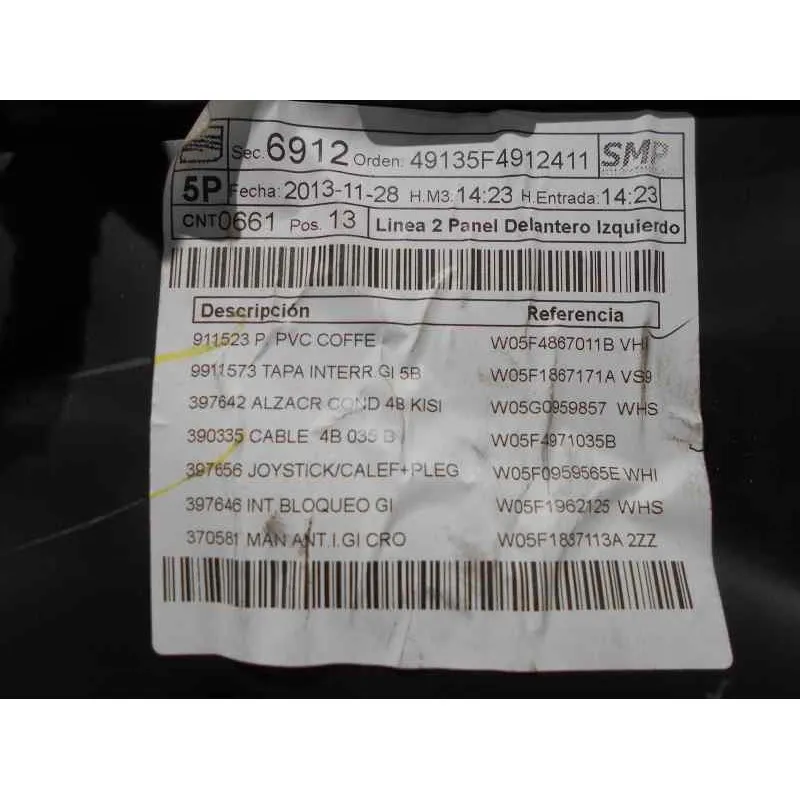 Sec. 6912 Orden: 49135F4912411 SMP
5P Fecha: 2013-11-28 H.M3: 14:23 H.Entrada: 14:23
CNT 0661 Pos. 13 Linea 2 Panel Delantero Izquierdo
Descripción Referencia
911523 P. PVC COFFE W05F4867011B VHI
9911573 TAPA INTERR.GI 5B W05F1867171A VS9
397642 ALZACR COND 4B KISI W05G0959857 WHS
390335 CABLE 4B 035 B W05F4971035B
397656 JOYSTICK/CALEF+PLEG W05F0959565E WHI
397646 INT.BLOQUEO GI W05F1962125 WHS
370581 MAN ANT.I.GI CRO W05F1837113A 2ZZ